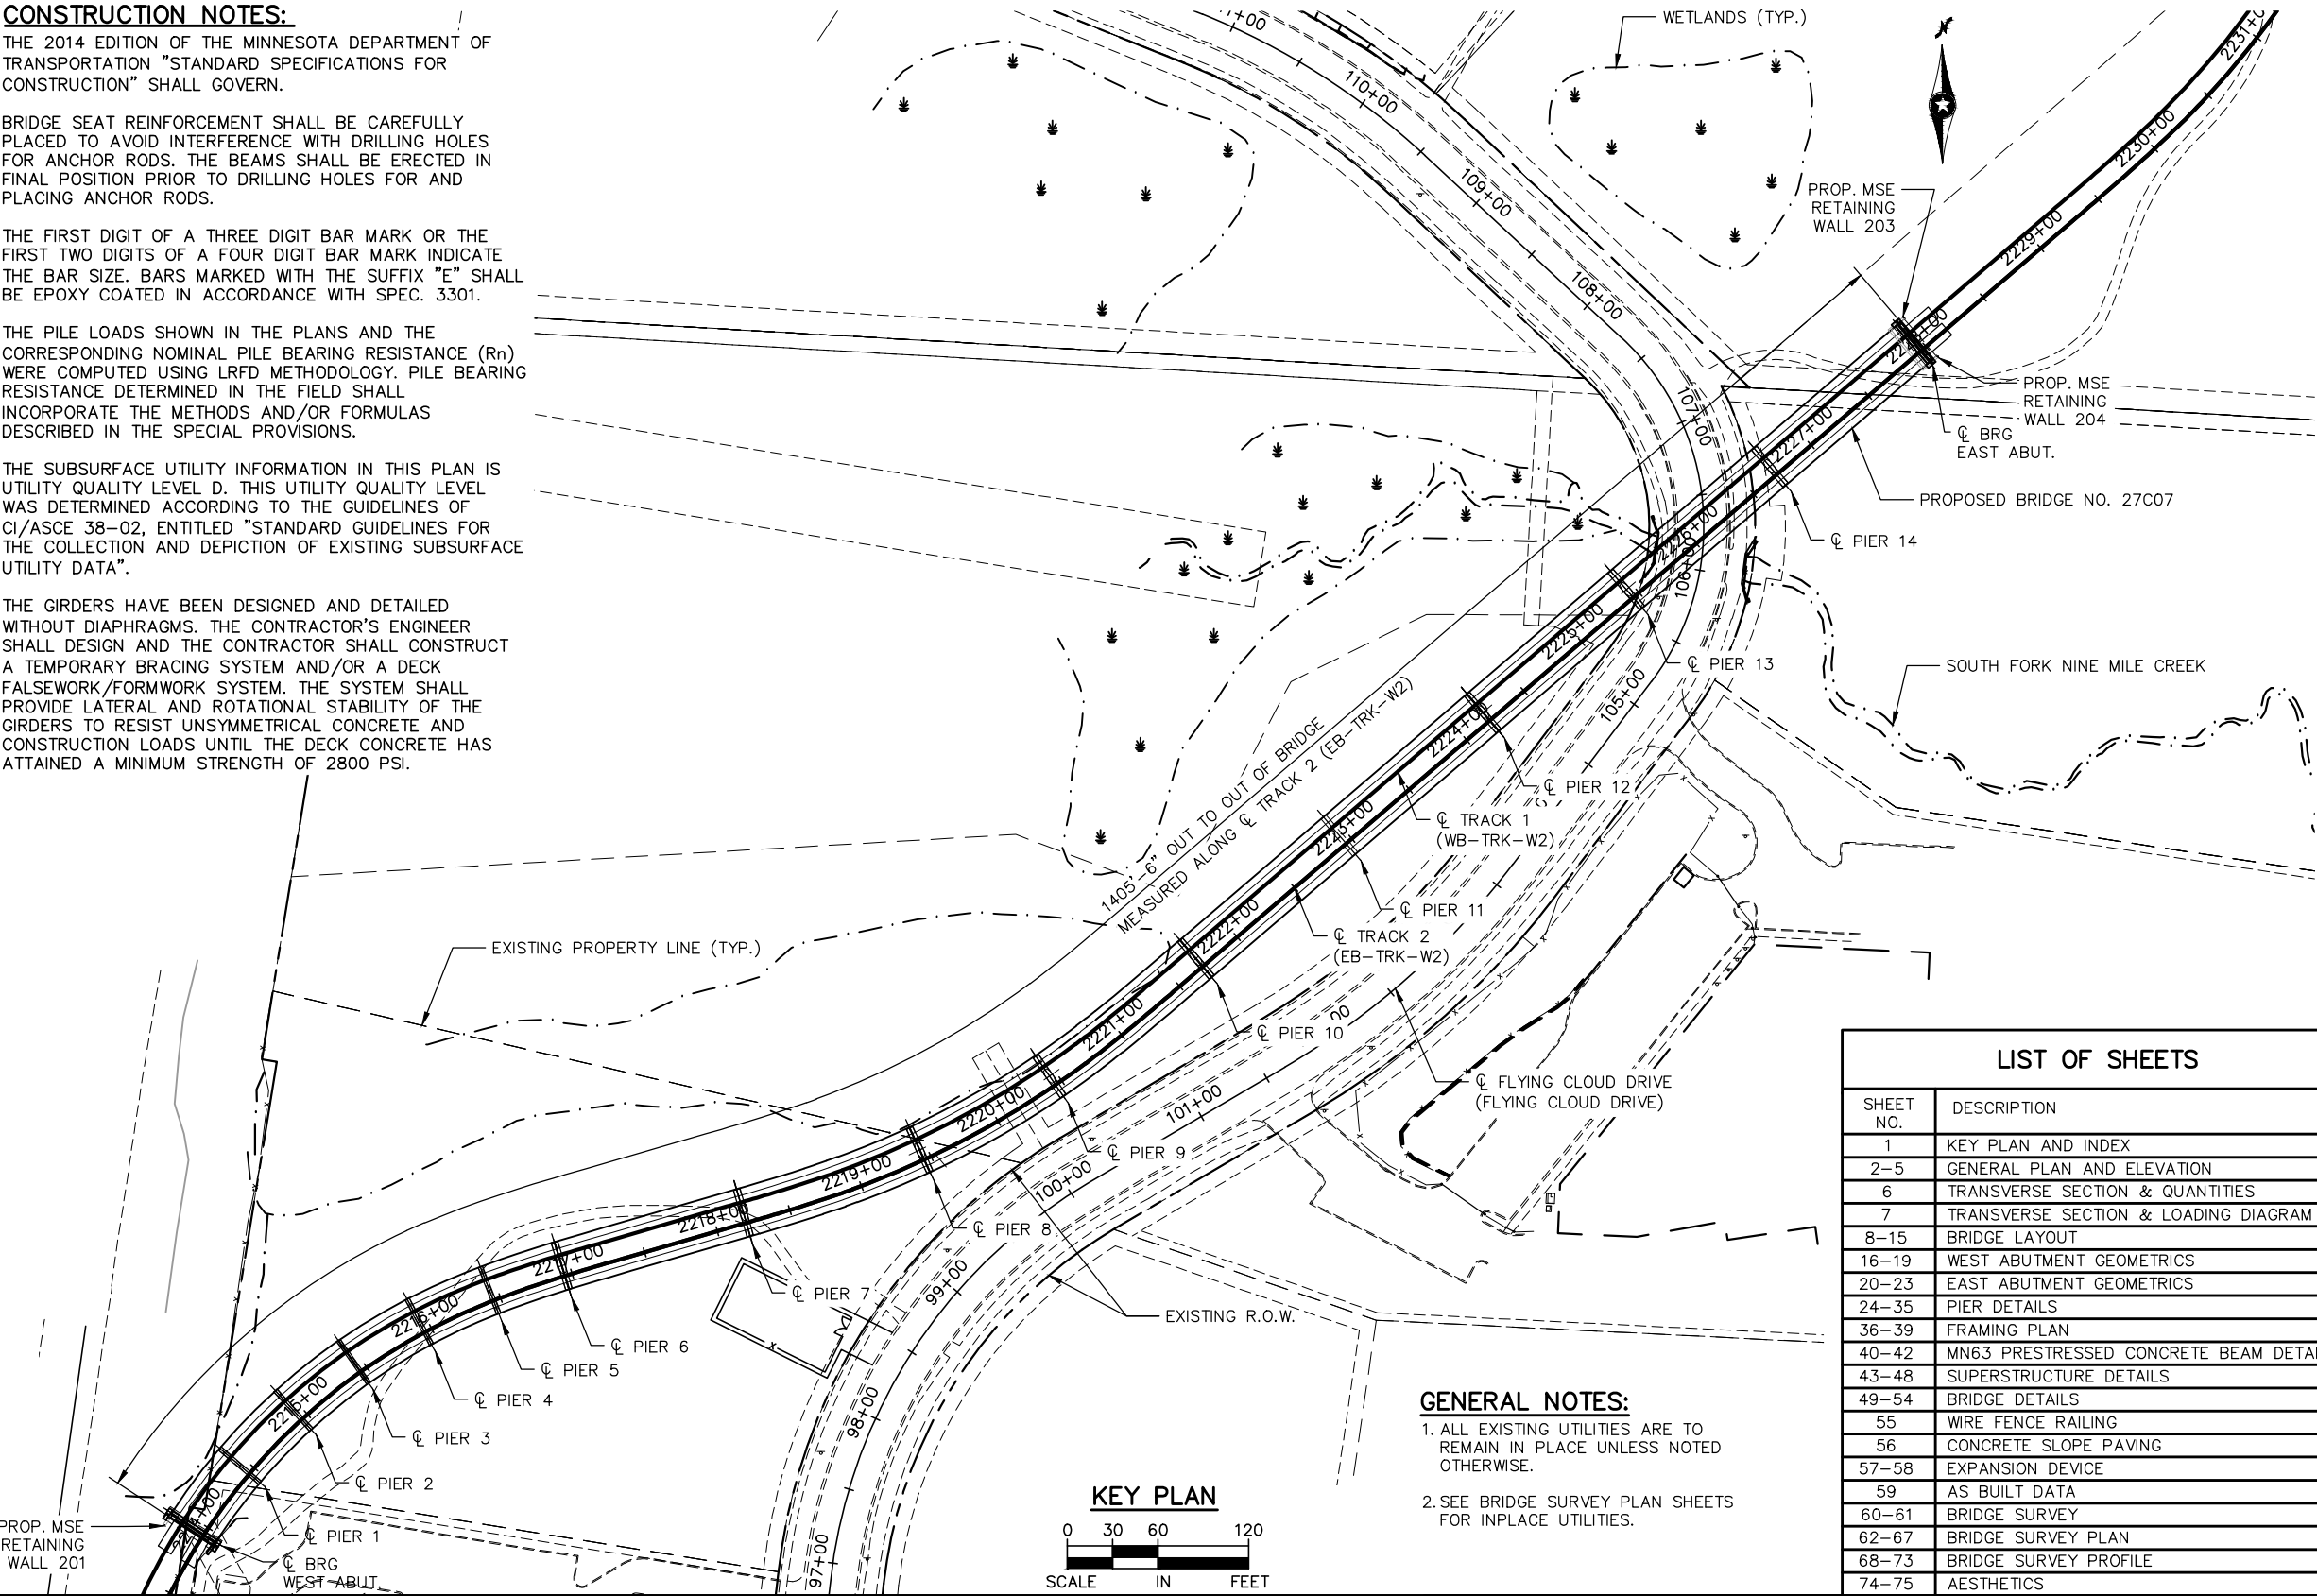 CONSTRUCTION NOTES:
THE 2014 EDITION OF THE MINNESOTA DEPARTMENT OF
TRANSPORTATION "STANDARD SPECIFICATIONS FOR
CONSTRUCTION" SHALL GOVERN.
BRIDGE SEAT REINFORCEMENT SHALL BE CAREFULLY
PLACED TO AVOID INTERFERENCE WITH DRILLING HOLES
FOR ANCHOR RODS. THE BEAMS SHALL BE ERECTED IN
FINAL POSITION PRIOR TO DRILLING HOLES FOR AND
PLACING ANCHOR RODS.
THE FIRST DIGIT OF A THREE DIGIT BAR MARK OR THE
FIRST TWO DIGITS OF A FOUR DIGIT BAR MARK INDICATE
THE BAR SIZE. BARS MARKED WITH THE SUFFIX "E" SHALL
BE EPOXY COATED IN ACCORDANCE WITH SPEC. 3301.
THE PILE LOADS SHOWN IN THE PLANS AND THE
CORRESPONDING NOMINAL PILE BEARING RESISTANCE (Rn)
WERE COMPUTED USING LRFD METHODOLOGY. PILE BEARING
RESISTANCE DETERMINED IN THE FIELD SHALL
INCORPORATE THE METHODS AND/OR FORMULAS
DESCRIBED IN THE SPECIAL PROVISIONS.
THE SUBSURFACE UTILITY INFORMATION IN THIS PLAN IS
UTILITY QUALITY LEVEL D. THIS UTILITY QUALITY LEVEL
WAS DETERMINED ACCORDING TO THE GUIDELINES OF
CI/ASCE 38-02, ENTITLED "STANDARD GUIDELINES FOR
THE COLLECTION AND DEPICTION OF EXISTING SUBSURFACE
UTILITY DATA".
THE GIRDERS HAVE BEEN DESIGNED AND DETAILED
WITHOUT DIAPHRAGMS. THE CONTRACTOR'S ENGINEER
SHALL DESIGN AND THE CONTRACTOR SHALL CONSTRUCT
A TEMPORARY BRACING SYSTEM AND/OR A DECK
FALSEWORK/FORMWORK SYSTEM. THE SYSTEM SHALL
PROVIDE LATERAL AND ROTATIONAL STABILITY OF THE
GIRDERS TO RESIST UNSYMMETRICAL CONCRETE AND
CONSTRUCTION LOADS UNTIL THE DECK CONCRETE HAS
ATTAINED A MINIMUM STRENGTH OF 2800 PSI.
WETLANDS (TYP.)
110+00
109+00
108+00
107+00
106+00
105+00
2230+00
2229+00
2227+00
2226+00
2225+00
2224+00
2223+00
2222+00
2221+00
2220+00
2219+00
2218+00
2217+00
2216+00
2215+00
PROP. MSE
RETAINING
WALL 203
PROP. MSE
RETAINING
WALL 204
℄ BRG
EAST ABUT.
PROPOSED BRIDGE NO. 27C07
℄ PIER 14
SOUTH FORK NINE MILE CREEK
℄ PIER 13
℄ PIER 12
℄ TRACK 1
(WB-TRK-W2)
℄ PIER 11
℄ TRACK 2
(EB-TRK-W2)
1405'-6" OUT TO OUT OF BRIDGE
MEASURED ALONG ℄ TRACK 2 (EB-TRK-W2)
EXISTING PROPERTY LINE (TYP.)
℄ PIER 10
℄ FLYING CLOUD DRIVE
(FLYING CLOUD DRIVE)
101+00
100+00
99+00
98+00
97+00
℄ PIER 9
℄ PIER 8
℄ PIER 7
EXISTING R.O.W.
℄ PIER 6
℄ PIER 5
℄ PIER 4
℄ PIER 3
℄ PIER 2
℄ PIER 1
℄ BRG
WEST ABUT
PROP. MSE
RETAINING
WALL 201
KEY PLAN
0 30 60 120
SCALE IN FEET
GENERAL NOTES:
1. ALL EXISTING UTILITIES ARE TO
REMAIN IN PLACE UNLESS NOTED
OTHERWISE.
2. SEE BRIDGE SURVEY PLAN SHEETS
FOR INPLACE UTILITIES.
LIST OF SHEETS
SHEET NO. DESCRIPTION
1 KEY PLAN AND INDEX
2-5 GENERAL PLAN AND ELEVATION
6 TRANSVERSE SECTION & QUANTITIES
7 TRANSVERSE SECTION & LOADING DIAGRAM
8-15 BRIDGE LAYOUT
16-19 WEST ABUTMENT GEOMETRICS
20-23 EAST ABUTMENT GEOMETRICS
24-35 PIER DETAILS
36-39 FRAMING PLAN
40-42 MN63 PRESTRESSED CONCRETE BEAM DETAI
43-48 SUPERSTRUCTURE DETAILS
49-54 BRIDGE DETAILS
55 WIRE FENCE RAILING
56 CONCRETE SLOPE PAVING
57-58 EXPANSION DEVICE
59 AS BUILT DATA
60-61 BRIDGE SURVEY
62-67 BRIDGE SURVEY PLAN
68-73 BRIDGE SURVEY PROFILE
74-75 AESTHETICS